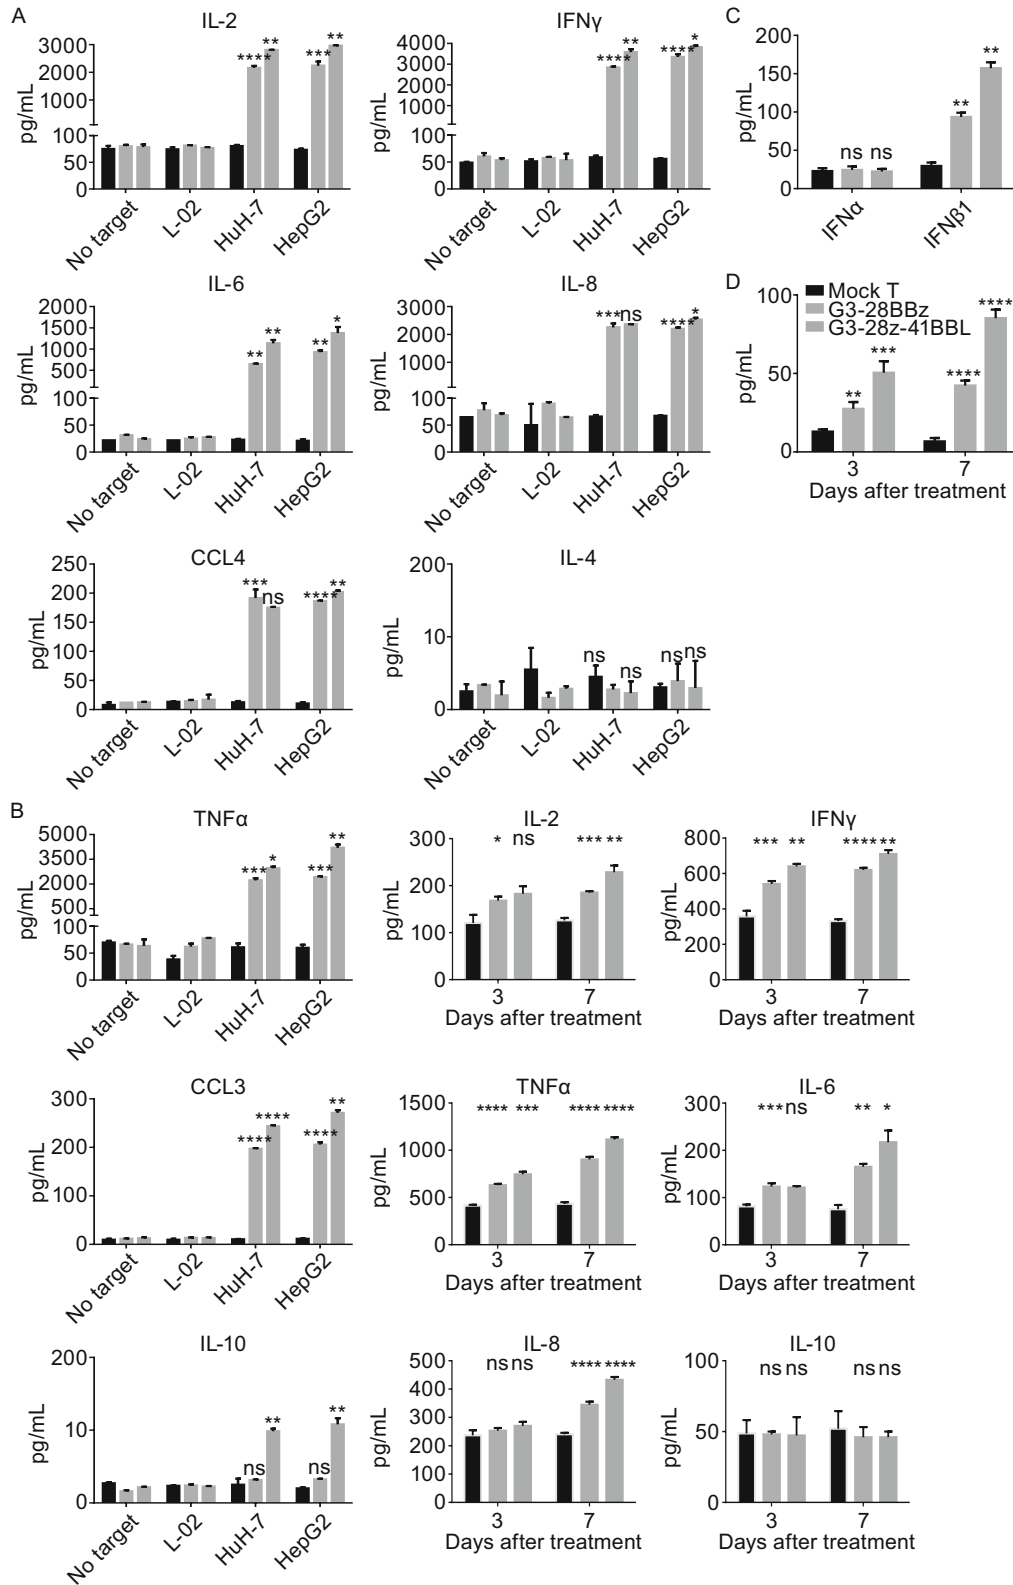 A
IL-2
pg/mL
3000
2000
1000
100
50
0
****
**
***
**
No target
L-02
HuH-7
HepG2
IFNγ
pg/mL
4000
3000
2000
1000
100
50
0
****
**
****
*
No target
L-02
HuH-7
HepG2
C
pg/mL
200
150
100
50
0
ns
ns
**
**
IFNα
IFNβ1
IL-6
pg/mL
2000
1500
1000
500
100
50
0
**
**
**
*
No target
L-02
HuH-7
HepG2
IL-8
pg/mL
3000
2000
1000
100
50
0
***
ns
****
*
No target
L-02
HuH-7
HepG2
D
Mock T
G3-28BBz
G3-28z-41BBL
pg/mL
100
50
0
**
***
****
****
3
7
Days after treatment
CCL4
pg/mL
250
200
150
100
50
0
***
ns
****
**
No target
L-02
HuH-7
HepG2
IL-4
pg/mL
200
10
0
ns
ns
ns
ns
No target
L-02
HuH-7
HepG2
B
TNFα
pg/mL
5000
3500
2000
500
100
50
0
***
*
***
**
No target
L-02
HuH-7
HepG2
IL-2
pg/mL
300
200
100
0
*
ns
***
**
3
7
Days after treatment
IFNγ
pg/mL
800
600
400
200
0
***
**
****
**
3
7
Days after treatment
CCL3
pg/mL
300
200
100
0
****
****
****
**
No target
L-02
HuH-7
HepG2
TNFα
pg/mL
1500
1000
500
0
****
***
****
****
3
7
Days after treatment
IL-6
pg/mL
300
200
100
0
***
ns
**
*
3
7
Days after treatment
IL-10
pg/mL
200
10
0
ns
**
ns
**
No target
L-02
HuH-7
HepG2
IL-8
pg/mL
500
400
300
200
100
0
ns
ns
****
****
3
7
Days after treatment
IL-10
pg/mL
100
50
0
ns
ns
ns
ns
3
7
Days after treatment